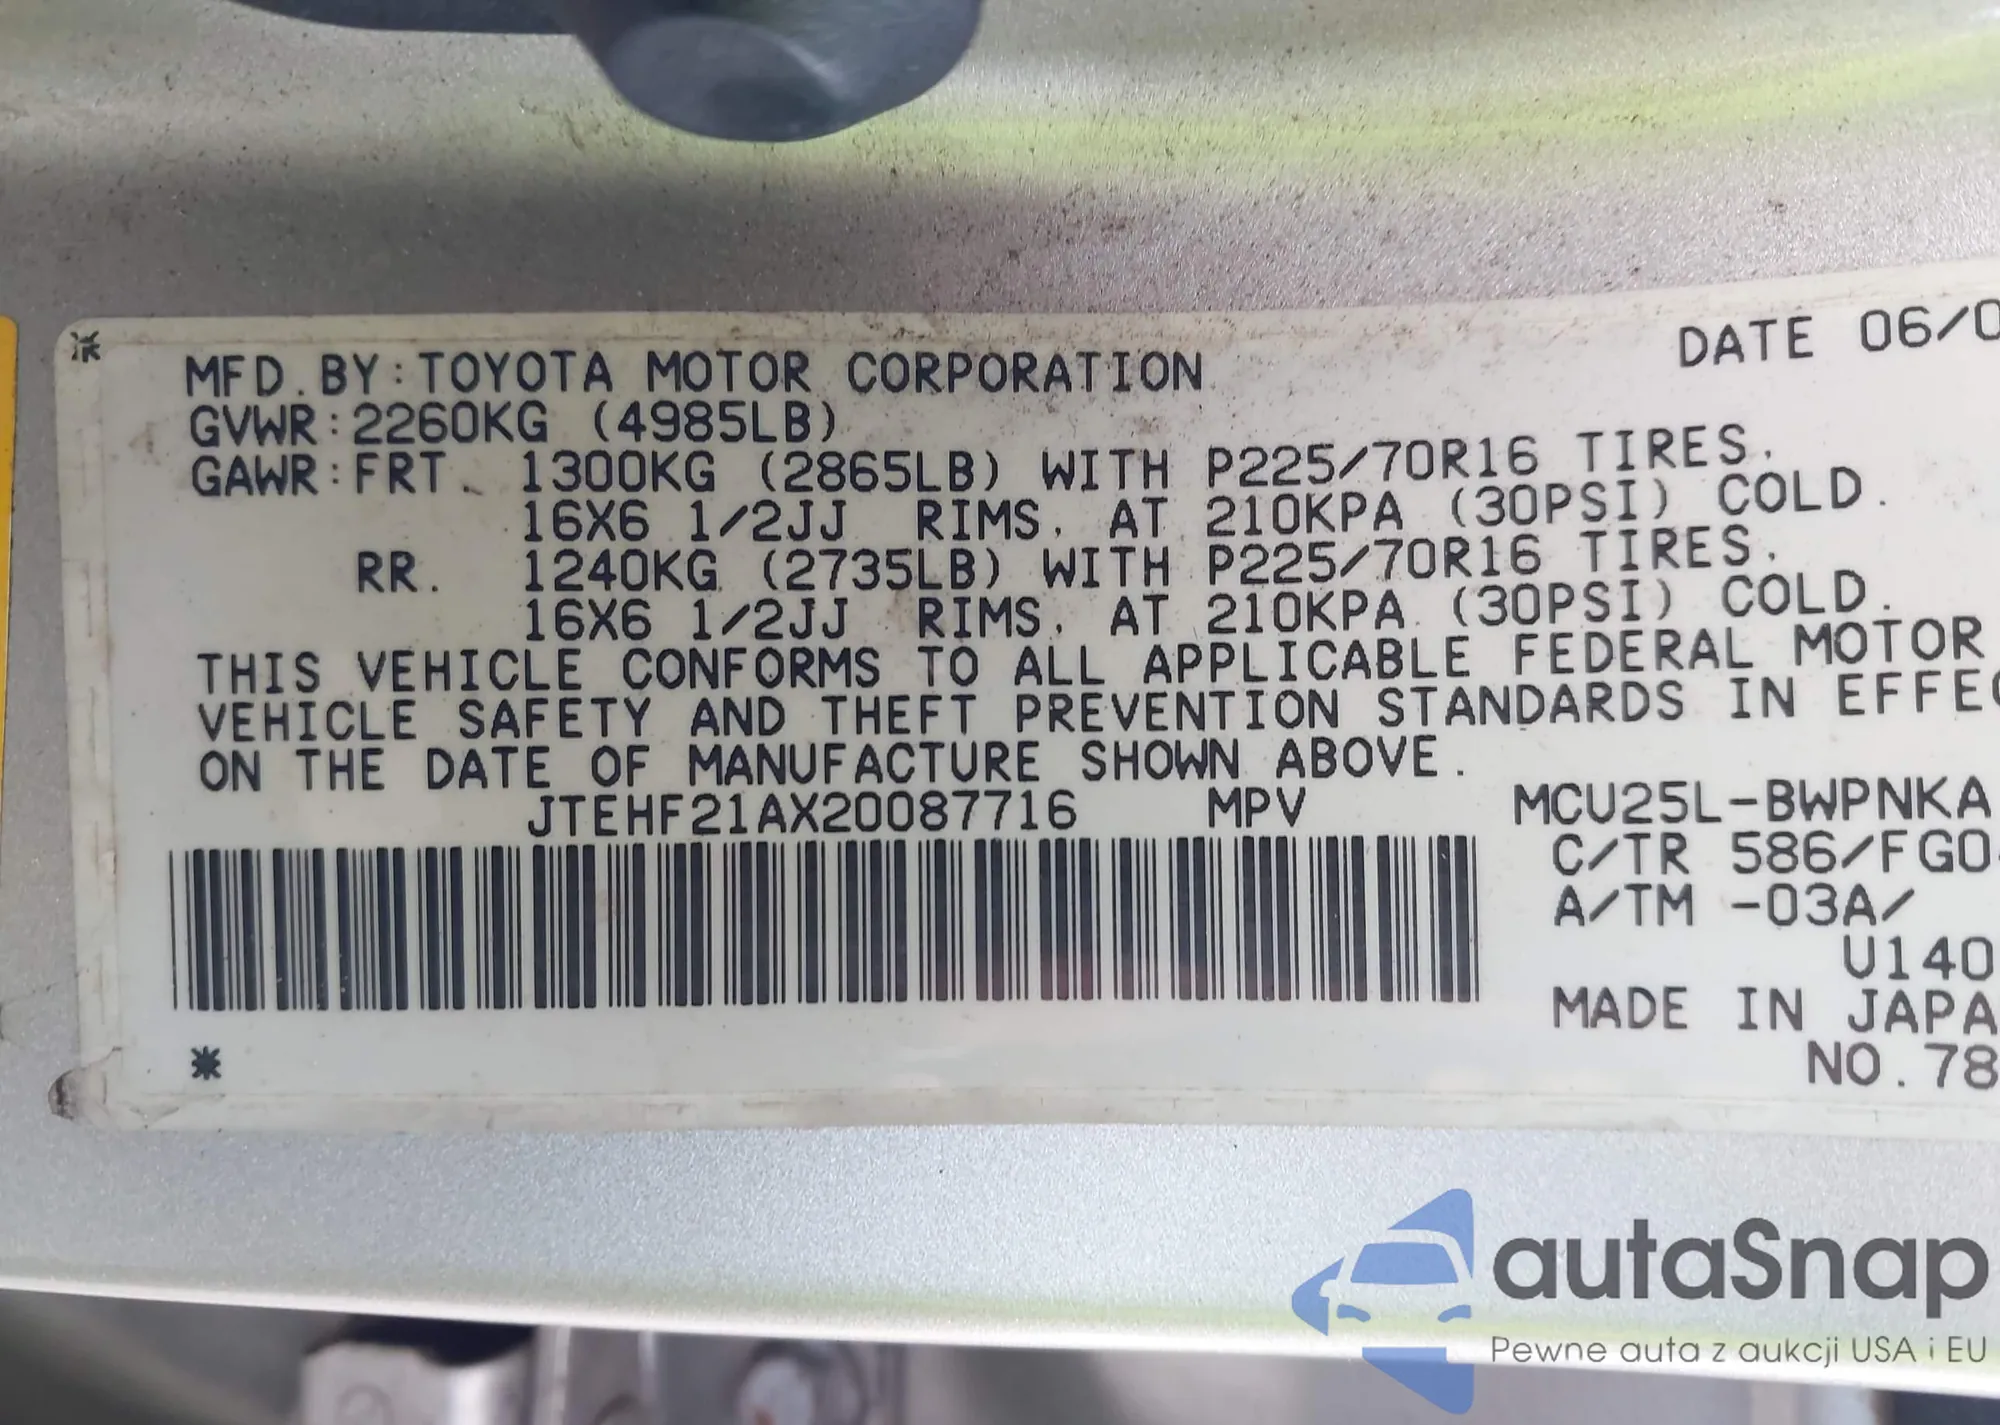 DATE 06/0
MFD.BY:TOYOTA MOTOR CORPORATION
GVWR:2260KG (4985LB)
GAWR:FRT. 1300KG (2865LB) WITH P225/70R16 TIRES.
16X6 1/2JJ RIMS. AT 210KPA (30PSI) COLD.
RR. 1240KG (2735LB) WITH P225/70R16 TIRES.
16X6 1/2JJ RIMS. AT 210KPA (30PSI) COLD.
THIS VEHICLE CONFORMS TO ALL APPLICABLE FEDERAL MOTOR
VEHICLE SAFETY AND THEFT PREVENTION STANDARDS IN EFFEC
ON THE DATE OF MANUFACTURE SHOWN ABOVE.
JTEHF21AX20087716 MPV MCU25L-BWPNKA
C/TR 586/FG0
A/TM -03A/
U140
MADE IN JAPA
NO.78
autaSnap
Pewne auta z aukcji USA i EU